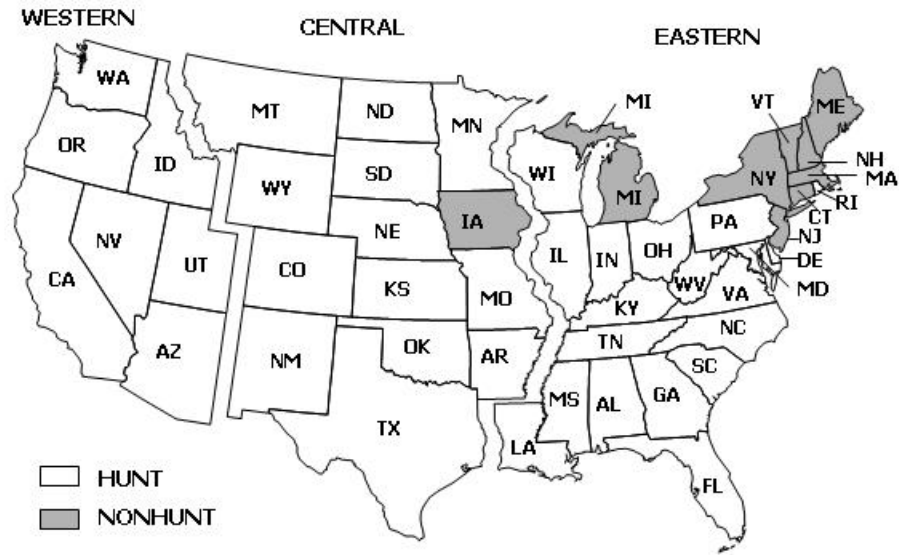 WESTERN
CENTRAL
EASTERN
WA
MT
ND
MN
MI
VT
ME
OR
ID
SD
WI
NH
WY
NY
MA
MI
RI
IA
CT
NV
NE
PA
NJ
UT
CO
IL
IN
OH
DE
CA
KS
MO
WV
VA
MD
KY
NC
AZ
NM
OK
AR
TN
SC
MS
AL
GA
TX
LA
HUNT
FL
NONHUNT